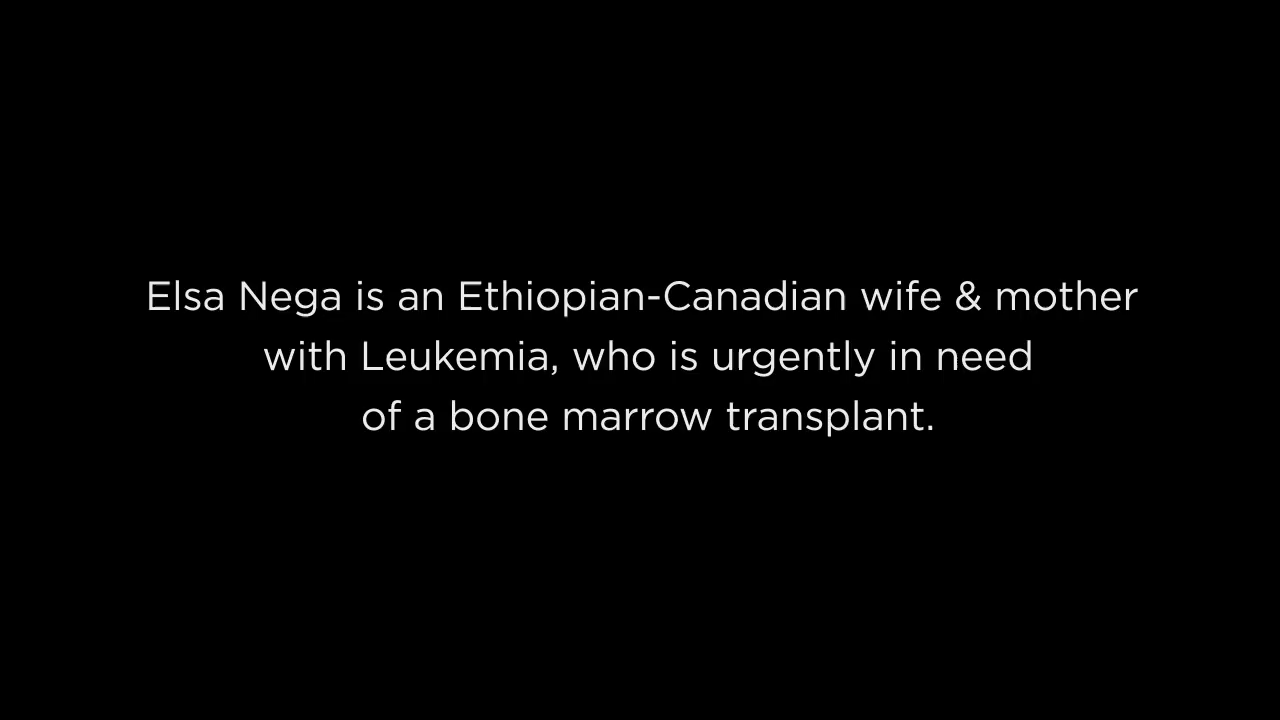 Elsa Nega is an Ethiopian-Canadian wife & mother
with Leukemia, who is urgently in need
of a bone marrow transplant.